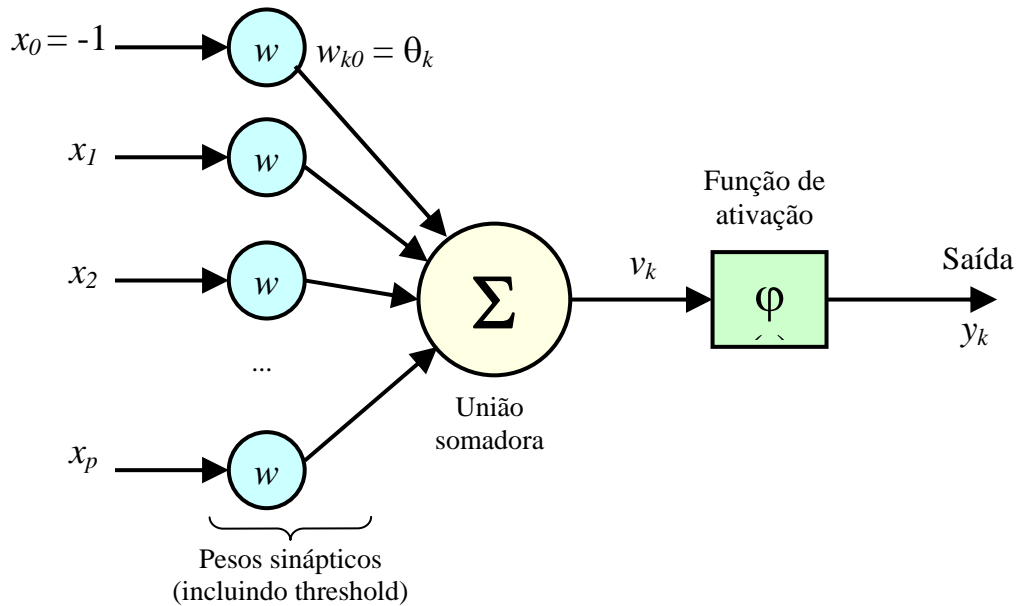 x0 = -1
w
wk0 = θk
x1
w
x2
w
...
xp
w
Σ
União
somadora
vk
Função de
ativação
φ
Saída
yk
Pesos sinápticos
(incluindo threshold)